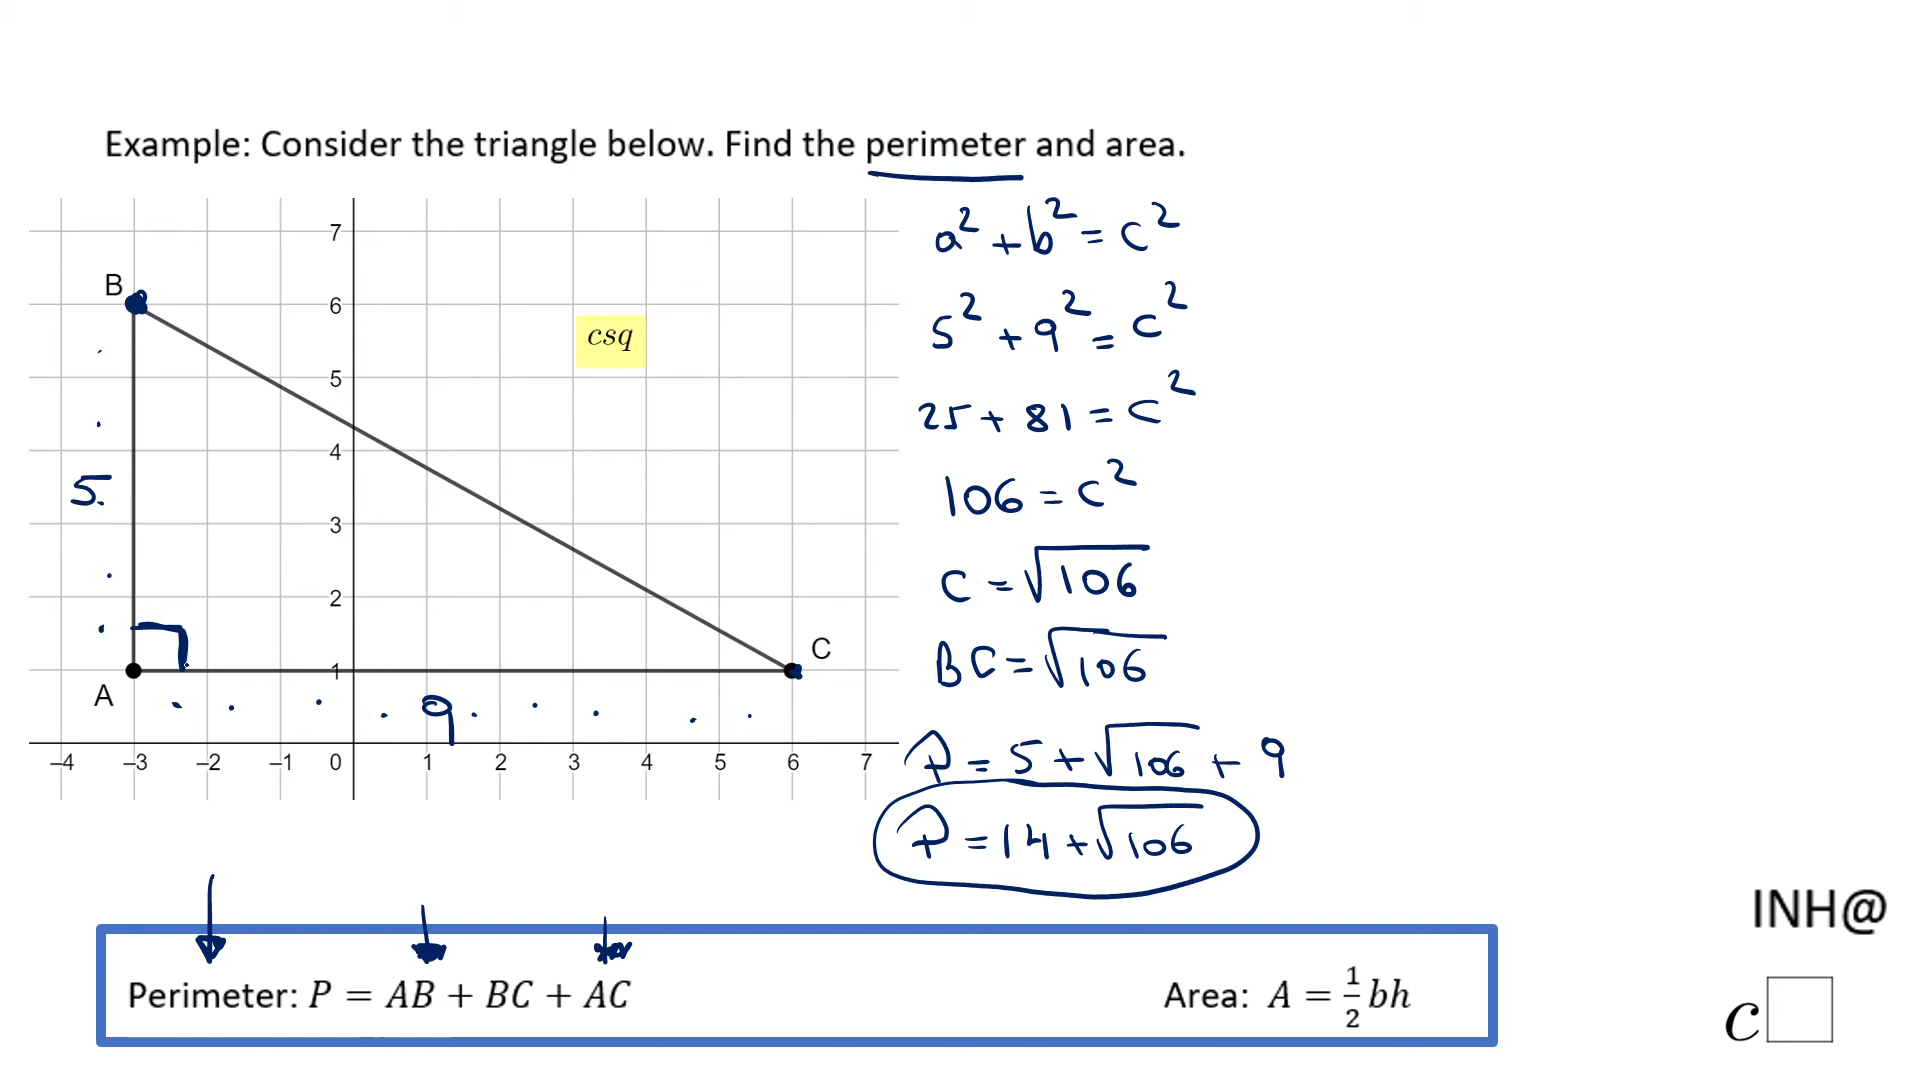 Example: Consider the triangle below. Find the perimeter and area.
a² + b² = c²
5² + 9² = c²
25 + 81 = c²
106 = c²
c = √106
BC = √106
P = 5 + √106 + 9
P = 14 + √106
7
B
6
csq
5
4
5
3
2
C
1
A
9
−4 −3 −2 −1 0 1 2 3 4 5 6 7
INH@
Perimeter: P = AB + BC + AC
Area: A = ½bh
c□